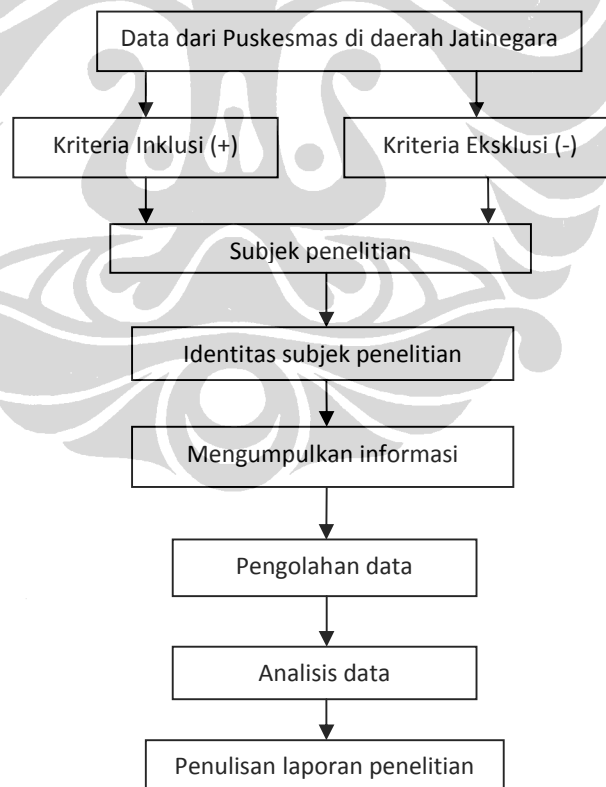 Data dari Puskesmas di daerah Jatinegara
Kriteria Inklusi (+)
Kriteria Eksklusi (-)
Subjek penelitian
Identitas subjek penelitian
Mengumpulkan informasi
Pengolahan data
Analisis data
Penulisan laporan penelitian